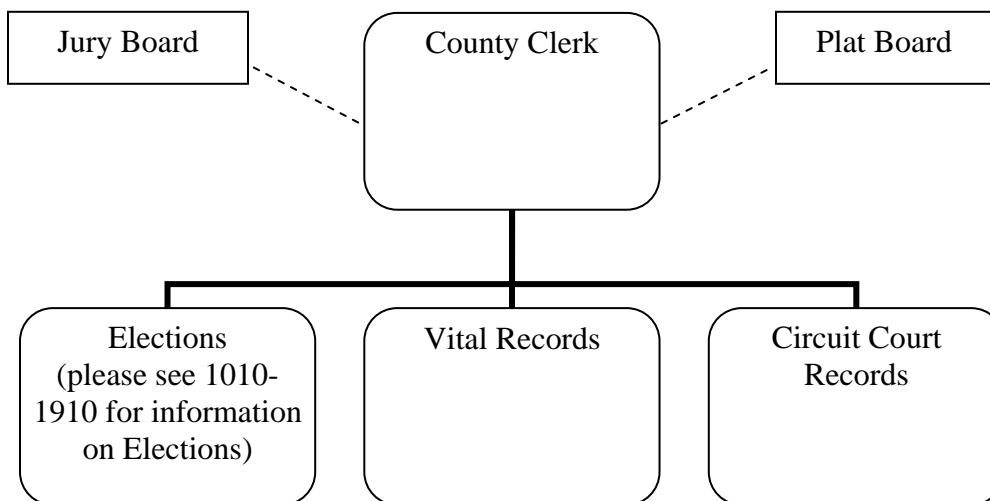 Jury Board
County Clerk
Plat Board
Elections
(please see 1010-
1910 for information
on Elections)
Vital Records
Circuit Court
Records